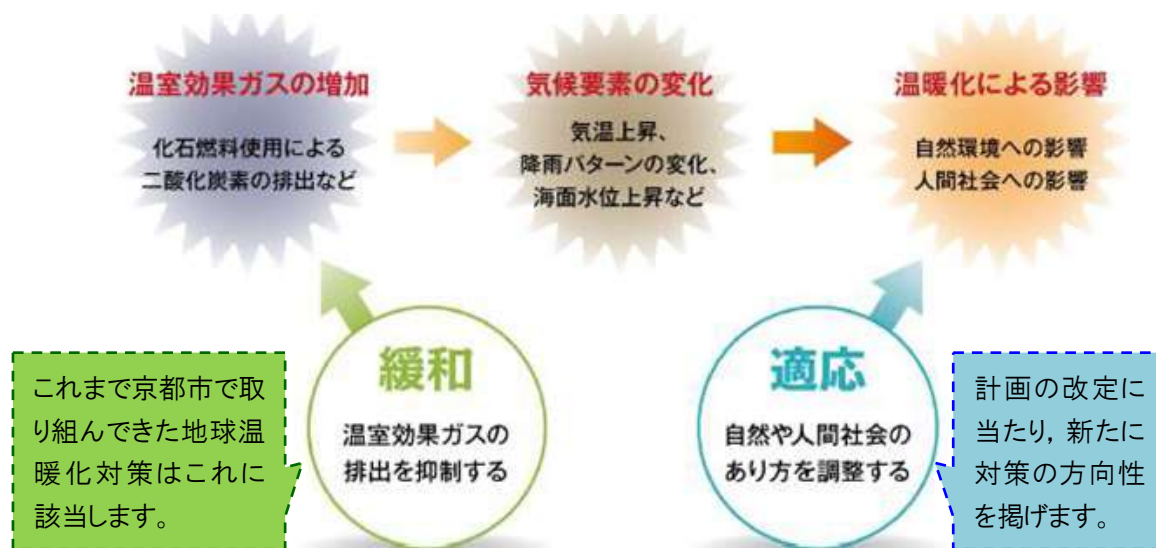 温室効果ガスの増加
化石燃料使用による
二酸化炭素の排出など
気候要素の変化
気温上昇、
降雨パターンの変化、
海面水位上昇など
温暖化による影響
自然環境への影響
人間社会への影響
緩和
温室効果ガスの
排出を抑制する
適応
自然や人間社会の
あり方を調整する
これまで京都市で取
り組んできた地球温
暖化対策はこれに
該当します。
計画の改定に
当たり，新たに
対策の方向性
を掲げます。